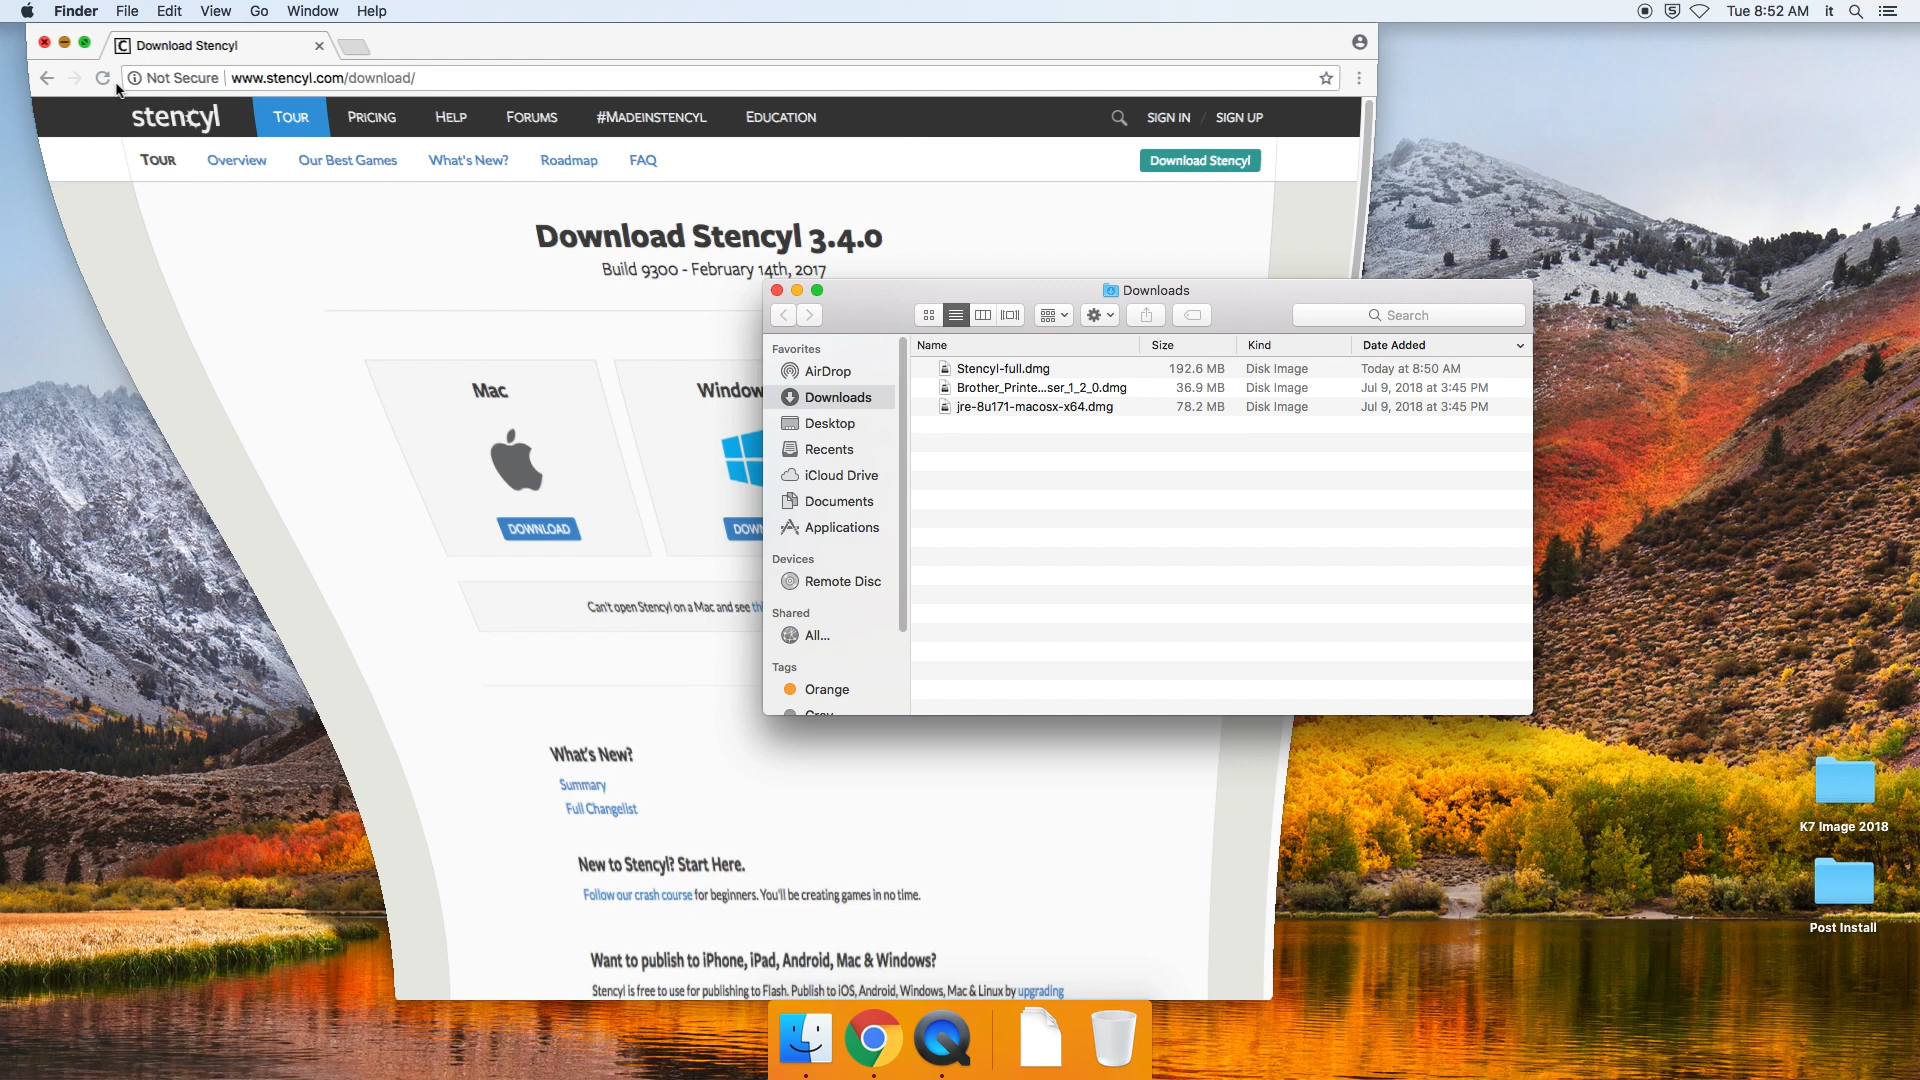 Finder File Edit View Go Window Help
Tue 8:52 AM it
Download Stencyl
Not Secure www.stencyl.com/download/
stencyl TOUR PRICING HELP FORUMS #MADEINSTENCYL EDUCATION SIGN IN / SIGN UP
TOUR Overview Our Best Games What's New? Roadmap FAQ Download Stencyl
Download Stencyl 3.4.0
Build 9300 - February 14th, 2017
Mac
DOWNLOAD
Can't open Stencyl on a Mac and see
What's New?
Summary
Full Changelist
New to Stencyl? Start Here.
Follow our crash course for beginners. You'll be creating games in no time.
Want to publish to iPhone, iPad, Android, Mac & Windows?
Stencyl is free to use for publishing to Flash. Publish to iOS, Android, Windows, Mac & Linux by upgrading
Downloads
Search
Favorites
AirDrop
Downloads
Desktop
Recents
iCloud Drive
Documents
Applications
Devices
Remote Disc
Shared
All...
Tags
Orange
Name Size Kind Date Added
Stencyl-full.dmg 192.6 MB Disk Image Today at 8:50 AM
Brother_Printe...ser_1_2_0.dmg 36.9 MB Disk Image Jul 9, 2018 at 3:45 PM
jre-8u171-macosx-x64.dmg 78.2 MB Disk Image Jul 9, 2018 at 3:45 PM
K7 Image 2018
Post Install